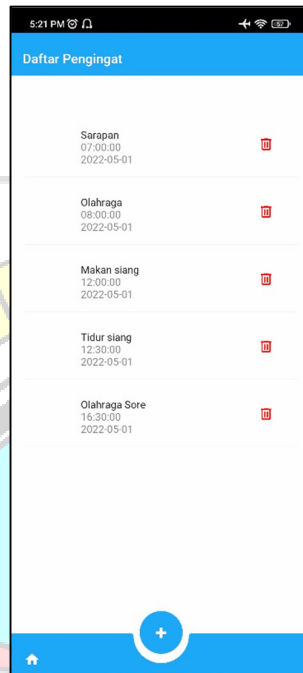 5:21 PM
57
Daftar Pengingat
Sarapan
07:00:00
2022-05-01
Olahraga
08:00:00
2022-05-01
Makan siang
12:00:00
2022-05-01
Tidur siang
12:30:00
2022-05-01
Olahraga Sore
16:30:00
2022-05-01
+